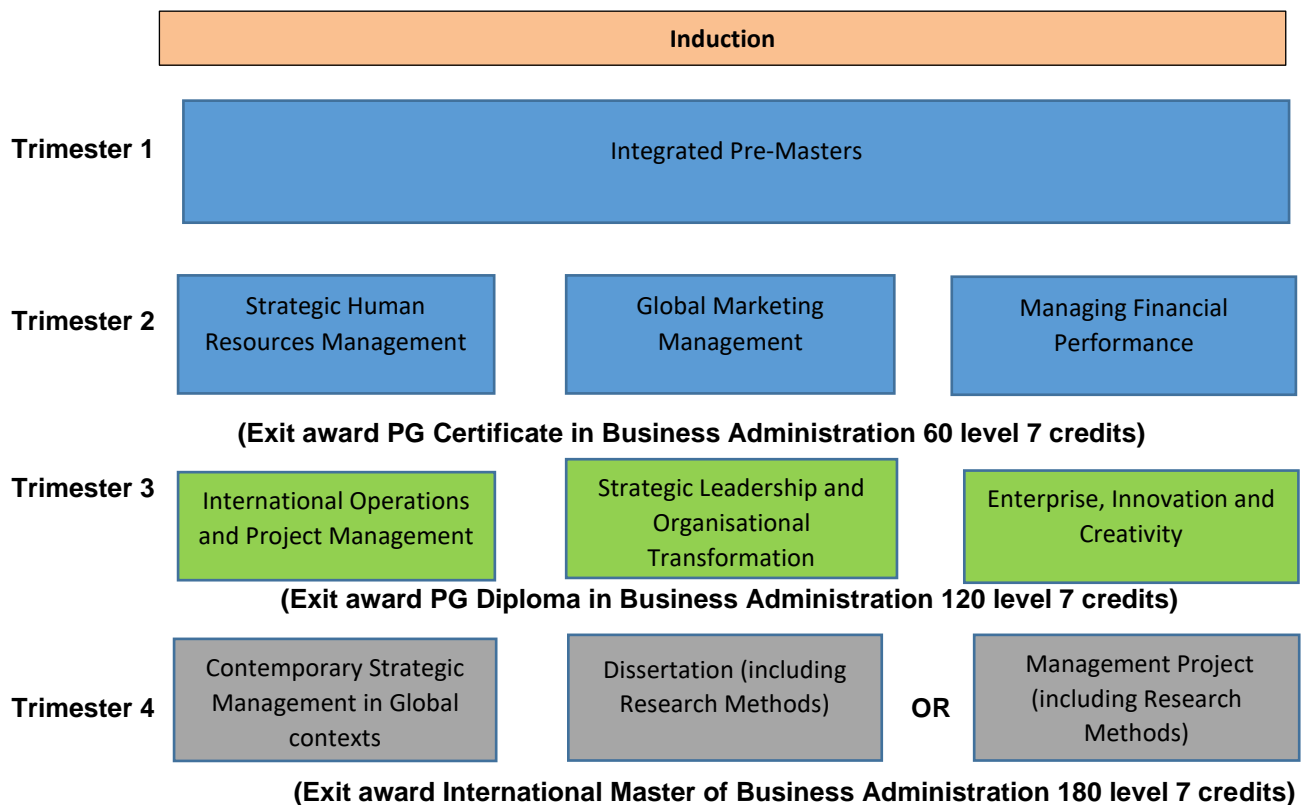 Induction
Trimester 1
Integrated Pre-Masters
Trimester 2
Strategic Human
Resources Management
Global Marketing
Management
Managing Financial
Performance
(Exit award PG Certificate in Business Administration 60 level 7 credits)
Trimester 3
International Operations
and Project Management
Strategic Leadership and
Organisational
Transformation
Enterprise, Innovation and
Creativity
(Exit award PG Diploma in Business Administration 120 level 7 credits)
Trimester 4
Contemporary Strategic
Management in Global
contexts
Dissertation (including
Research Methods)
OR
Management Project
(including Research
Methods)
(Exit award International Master of Business Administration 180 level 7 credits)